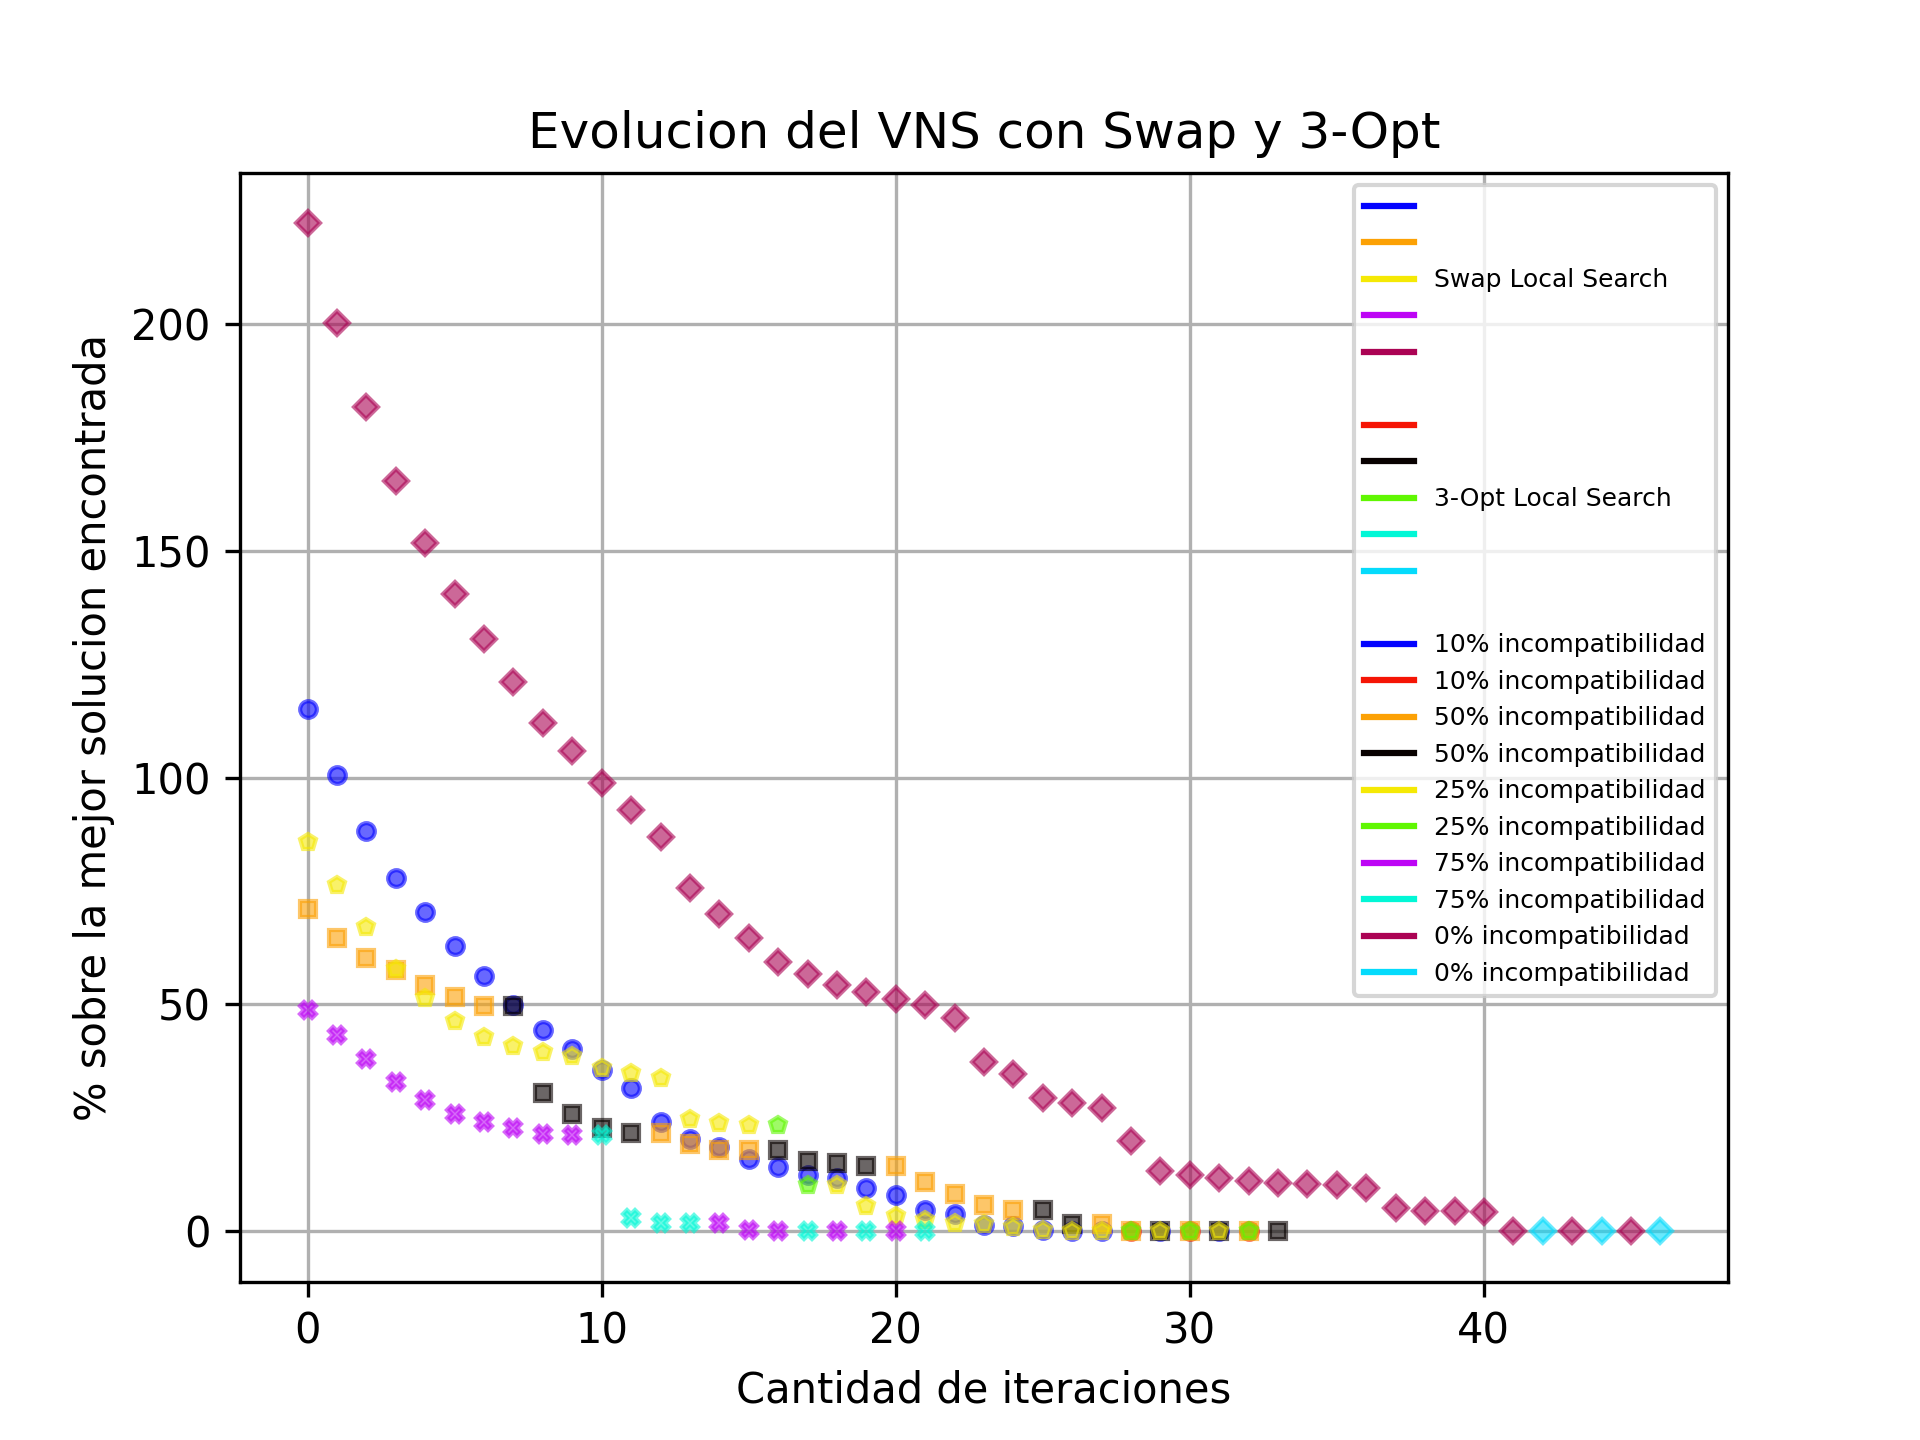 Evolucion del VNS con Swap y 3-Opt
% sobre la mejor solucion encontrada
200
150
100
50
0
0 10 20 30 40
Cantidad de iteraciones
Swap Local Search
3-Opt Local Search
10% incompatibilidad
10% incompatibilidad
50% incompatibilidad
50% incompatibilidad
25% incompatibilidad
25% incompatibilidad
75% incompatibilidad
75% incompatibilidad
0% incompatibilidad
0% incompatibilidad